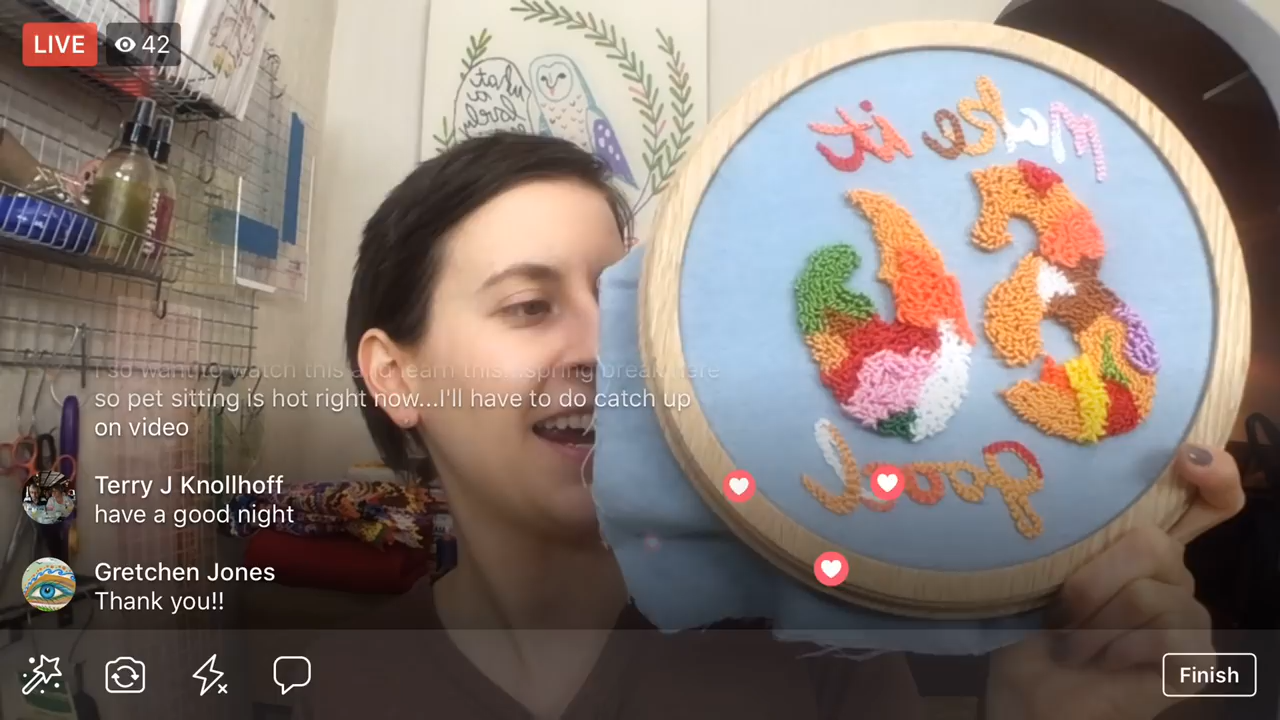 LIVE 42
what
a
lovely
Make it
good
I so want to watch this and learn this...spring break here
so pet sitting is hot right now...I'll have to do catch up
on video
Terry J Knollhoff
have a good night
Gretchen Jones
Thank you!!
Finish